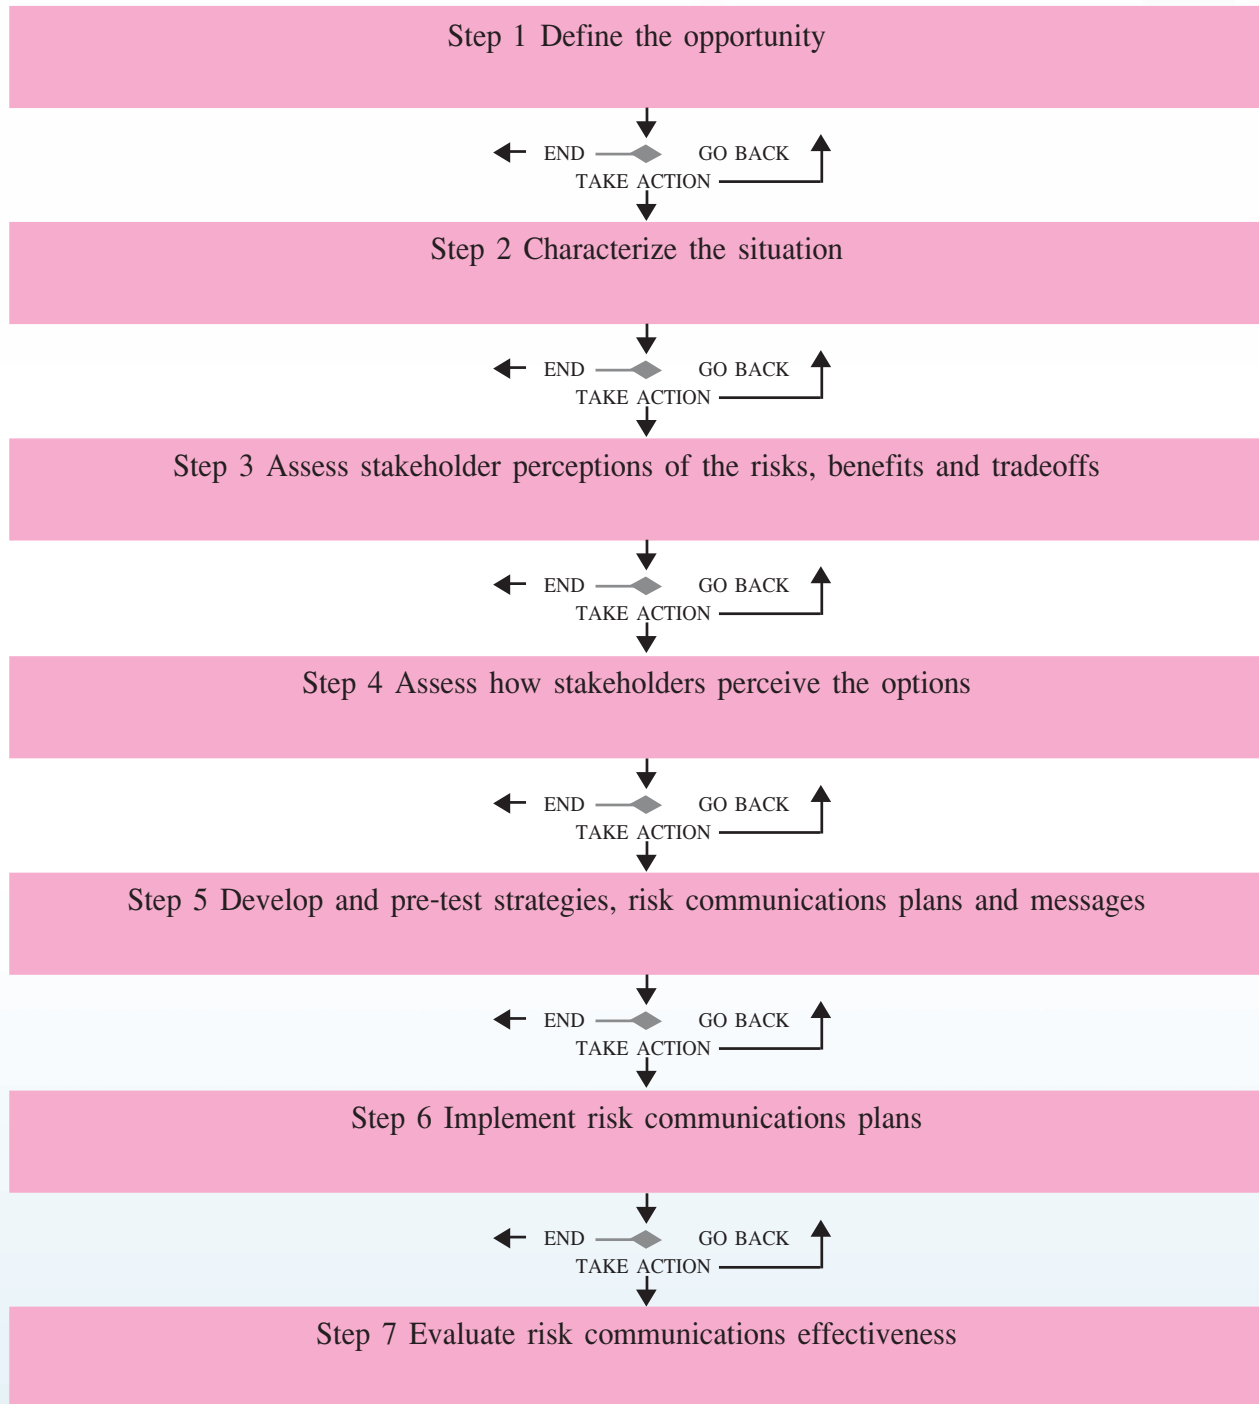 Step 1 Define the opportunity
END GO BACK
TAKE ACTION
Step 2 Characterize the situation
END GO BACK
TAKE ACTION
Step 3 Assess stakeholder perceptions of the risks, benefits and tradeoffs
END GO BACK
TAKE ACTION
Step 4 Assess how stakeholders perceive the options
END GO BACK
TAKE ACTION
Step 5 Develop and pre-test strategies, risk communications plans and messages
END GO BACK
TAKE ACTION
Step 6 Implement risk communications plans
END GO BACK
TAKE ACTION
Step 7 Evaluate risk communications effectiveness